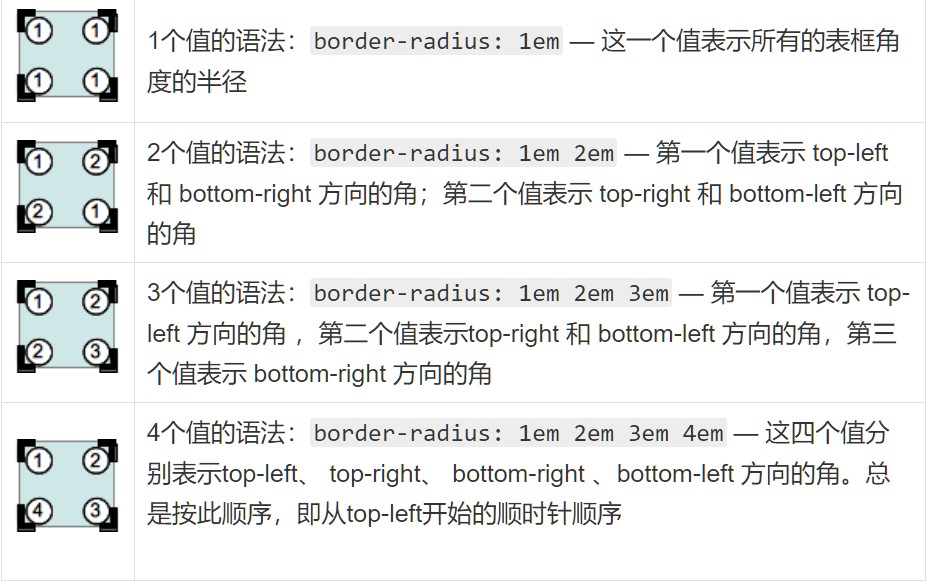 1 1
1个值的语法：border-radius: 1em — 这一个值表示所有的表框角
1 1
度的半径
1 2
2个值的语法：border-radius: 1em 2em — 第一个值表示 top-left
和 bottom-right 方向的角；第二个值表示 top-right 和 bottom-left 方向
2 1
的角
1 2
3个值的语法：border-radius: 1em 2em 3em — 第一个值表示 top-
left 方向的角 ，第二个值表示top-right 和 bottom-left 方向的角，第三
2 3
个值表示 bottom-right 方向的角
4个值的语法：border-radius: 1em 2em 3em 4em — 这四个值分
1 2
别表示top-left、 top-right、 bottom-right 、bottom-left 方向的角。总
4 3
是按此顺序，即从top-left开始的顺时针顺序